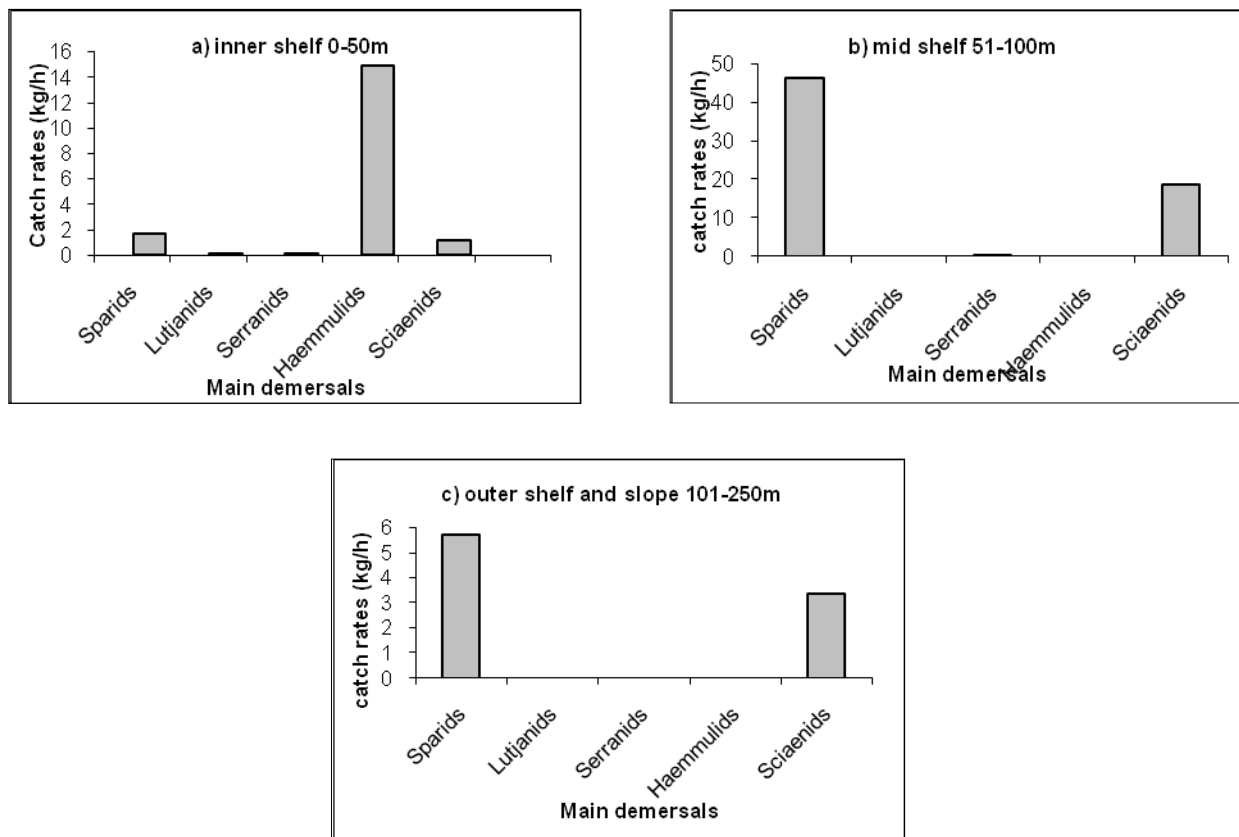 a) inner shelf 0-50m
Catch rates (kg/h)
16
14
12
10
8
6
4
2
0
Sparids
Lutjanids
Serranids
Haemmulids
Sciaenids
Main demersals
b) mid shelf 51-100m
catch rates (kg/h)
50
40
30
20
10
0
Sparids
Lutjanids
Serranids
Haemmulids
Sciaenids
Main demersals
c) outer shelf and slope 101-250m
catch rates (kg/h)
6
5
4
3
2
1
0
Sparids
Lutjanids
Serranids
Haemmulids
Sciaenids
Main demersals